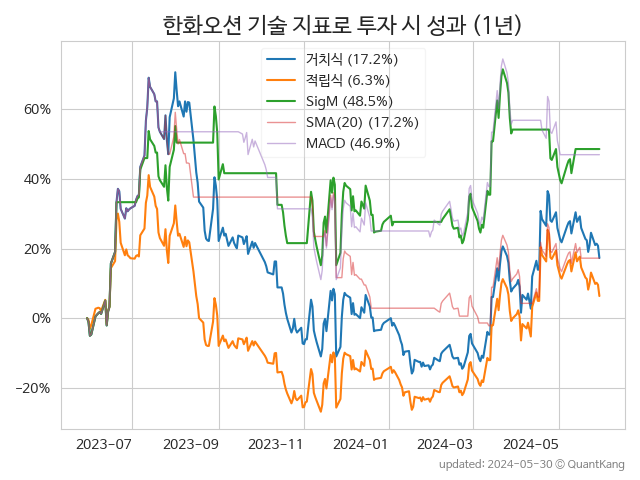 한화오션 기술 지표로 투자 시 성과 (1년)
거치식 (17.2%)
적립식 (6.3%)
SigM (48.5%)
SMA(20) (17.2%)
MACD (46.9%)
60%
40%
20%
0%
−20%
2023-07 2023-09 2023-11 2024-01 2024-03 2024-05
updated: 2024-05-30 ⓒ QuantKang